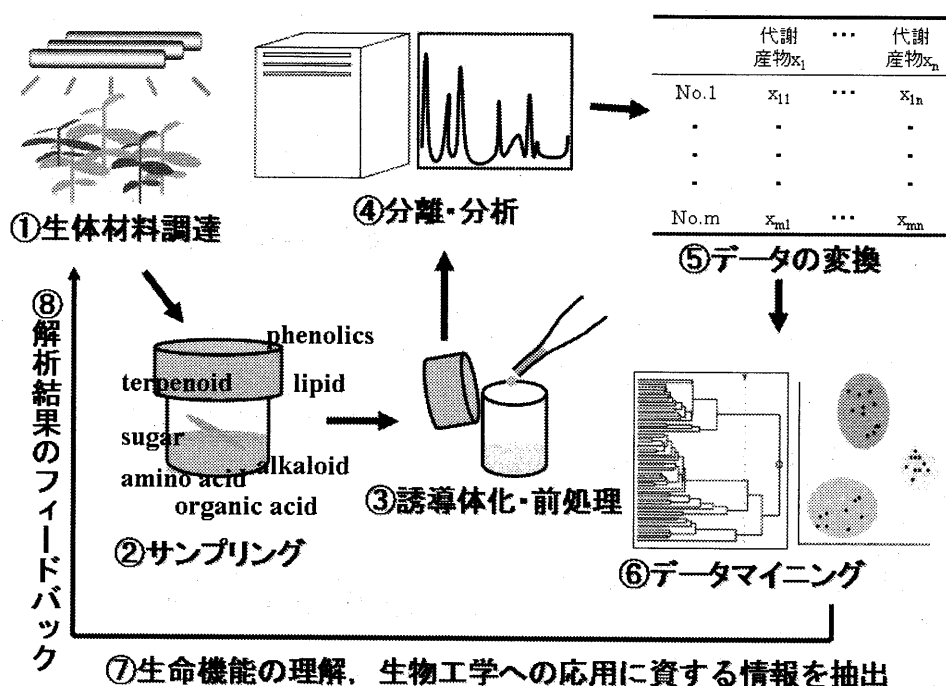 ①生体材料調達
phenolics
terpenoid
lipid
sugar
alkaloid
amino acid
organic acid
②サンプリング
③誘導体化・前処理
④分離・分析
代謝 ・・・ 代謝
産物x₁ 産物xₙ
No.1 x₁₁ ・・・ x₁ₙ
・ ・ ・
・ ・ ・
・ ・ ・
No.m xₘ₁ ・・・ xₘₙ
⑤データの変換
⑥データマイニング
⑦生命機能の理解，生物工学への応用に資する情報を抽出
⑧解析結果のフィードバック